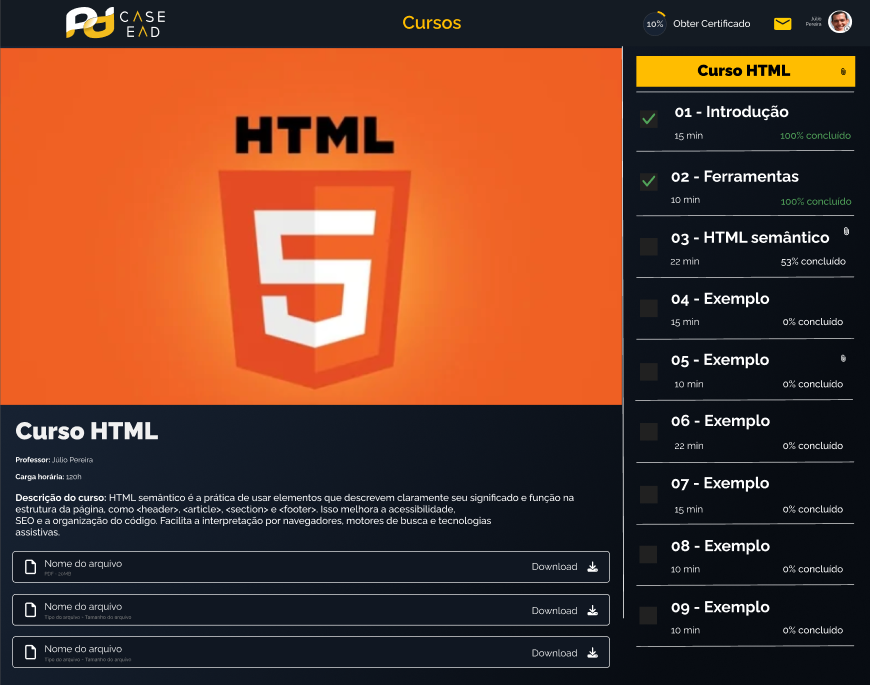 Pd CASE
EAD
Cursos
10%
Obter Certificado
Júlio
Pereira
HTML
5
Curso HTML
Professor: Júlio Pereira
Carga horária: 120h
Descrição do curso: HTML semântico é a prática de usar elementos que descrevem claramente seu significado e função na
estrutura da página, como <header>, <article>, <section> e <footer>. Isso melhora a acessibilidade,
SEO e a organização do código. Facilita a interpretação por navegadores, motores de busca e tecnologias
assistivas.
Nome do arquivo
Download
Nome do arquivo
Download
Tipo do arquivo - Tamanho do arquivo
Nome do arquivo
Download
Tipo do arquivo - Tamanho do arquivo
Curso HTML
01 - Introdução
15 min 100% concluído
02 - Ferramentas
10 min 100% concluído
03 - HTML semântico
22 min 53% concluído
04 - Exemplo
15 min 0% concluído
05 - Exemplo
10 min 0% concluído
06 - Exemplo
22 min 0% concluído
07 - Exemplo
15 min 0% concluído
08 - Exemplo
10 min 0% concluído
09 - Exemplo
10 min 0% concluído